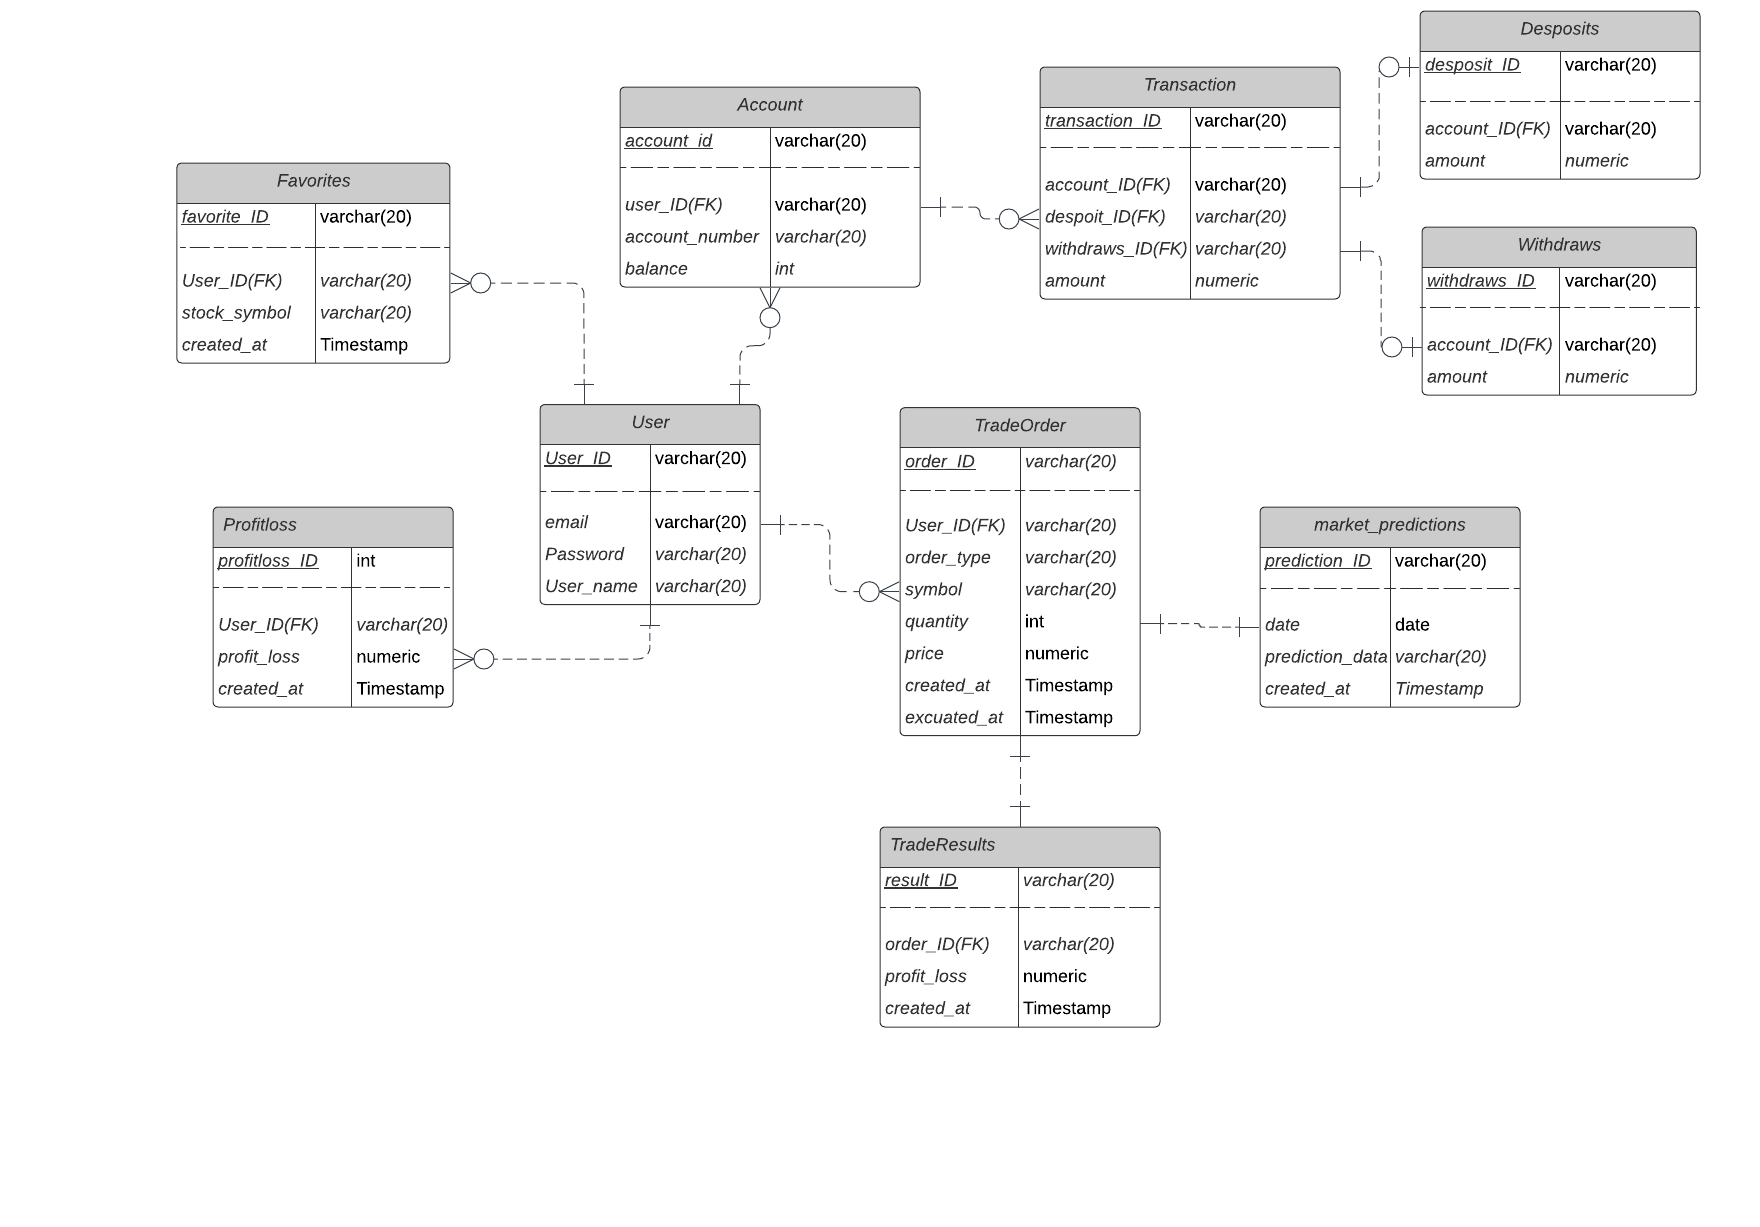 Desposits
desposit_ID varchar(20)
account_ID(FK) varchar(20)
amount numeric
Transaction
transaction_ID varchar(20)
account_ID(FK) varchar(20)
despoit_ID(FK) varchar(20)
withdraws_ID(FK) varchar(20)
amount numeric
Account
account_id varchar(20)
user_ID(FK) varchar(20)
account_number varchar(20)
balance int
Favorites
favorite_ID varchar(20)
User_ID(FK) varchar(20)
stock_symbol varchar(20)
created_at Timestamp
Withdraws
withdraws_ID varchar(20)
account_ID(FK) varchar(20)
amount numeric
User
User_ID varchar(20)
email varchar(20)
Password varchar(20)
User_name varchar(20)
TradeOrder
order_ID varchar(20)
User_ID(FK) varchar(20)
order_type varchar(20)
symbol varchar(20)
quantity int
price numeric
created_at Timestamp
excuated_at Timestamp
Profitloss
profitloss_ID int
User_ID(FK) varchar(20)
profit_loss numeric
created_at Timestamp
market_predictions
prediction_ID varchar(20)
date date
prediction_data varchar(20)
created_at Timestamp
TradeResults
result_ID varchar(20)
order_ID(FK) varchar(20)
profit_loss numeric
created_at Timestamp